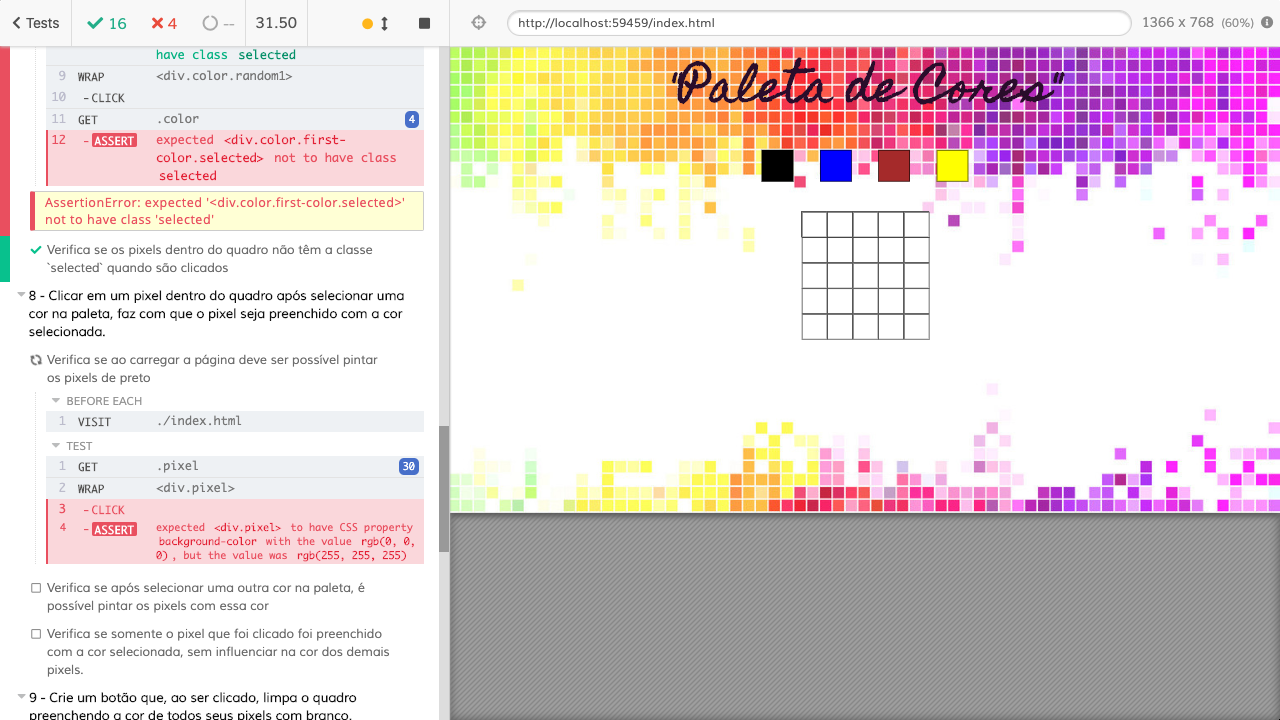 Tests
16
4
--
31.50
http://localhost:59459/index.html
1366 x 768 (60%)
have class selected
9 WRAP <div.color.random1>
10 -CLICK
11 GET .color 4
12 -ASSERT expected <div.color.first-
color.selected> not to have class
selected
AssertionError: expected '<div.color.first-color.selected>'
not to have class 'selected'
Verifica se os pixels dentro do quadro não têm a classe
`selected` quando são clicados
8 - Clicar em um pixel dentro do quadro após selecionar uma
cor na paleta, faz com que o pixel seja preenchido com a cor
selecionada.
Verifica se ao carregar a página deve ser possível pintar
os pixels de preto
BEFORE EACH
1 VISIT ./index.html
TEST
1 GET .pixel 30
2 WRAP <div.pixel>
3 -CLICK
4 -ASSERT expected <div.pixel> to have CSS property
background-color with the value rgb(0, 0,
0), but the value was rgb(255, 255, 255)
Verifica se após selecionar uma outra cor na paleta, é
possível pintar os pixels com essa cor
Verifica se somente o pixel que foi clicado foi preenchido
com a cor selecionada, sem influenciar na cor dos demais
pixels.
9 - Crie um botão que, ao ser clicado, limpa o quadro
preenchendo a cor de todos seus pixels com branco.
"Paleta de Cores"